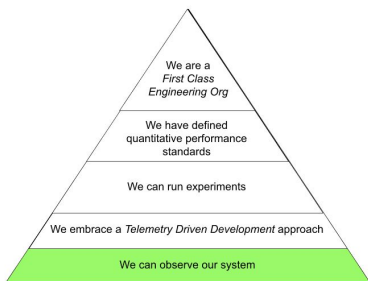 We are a
First Class
Engineering Org
We have defined
quantitative performance
standards
We can run experiments
We embrace a Telemetry Driven Development approach
We can observe our system